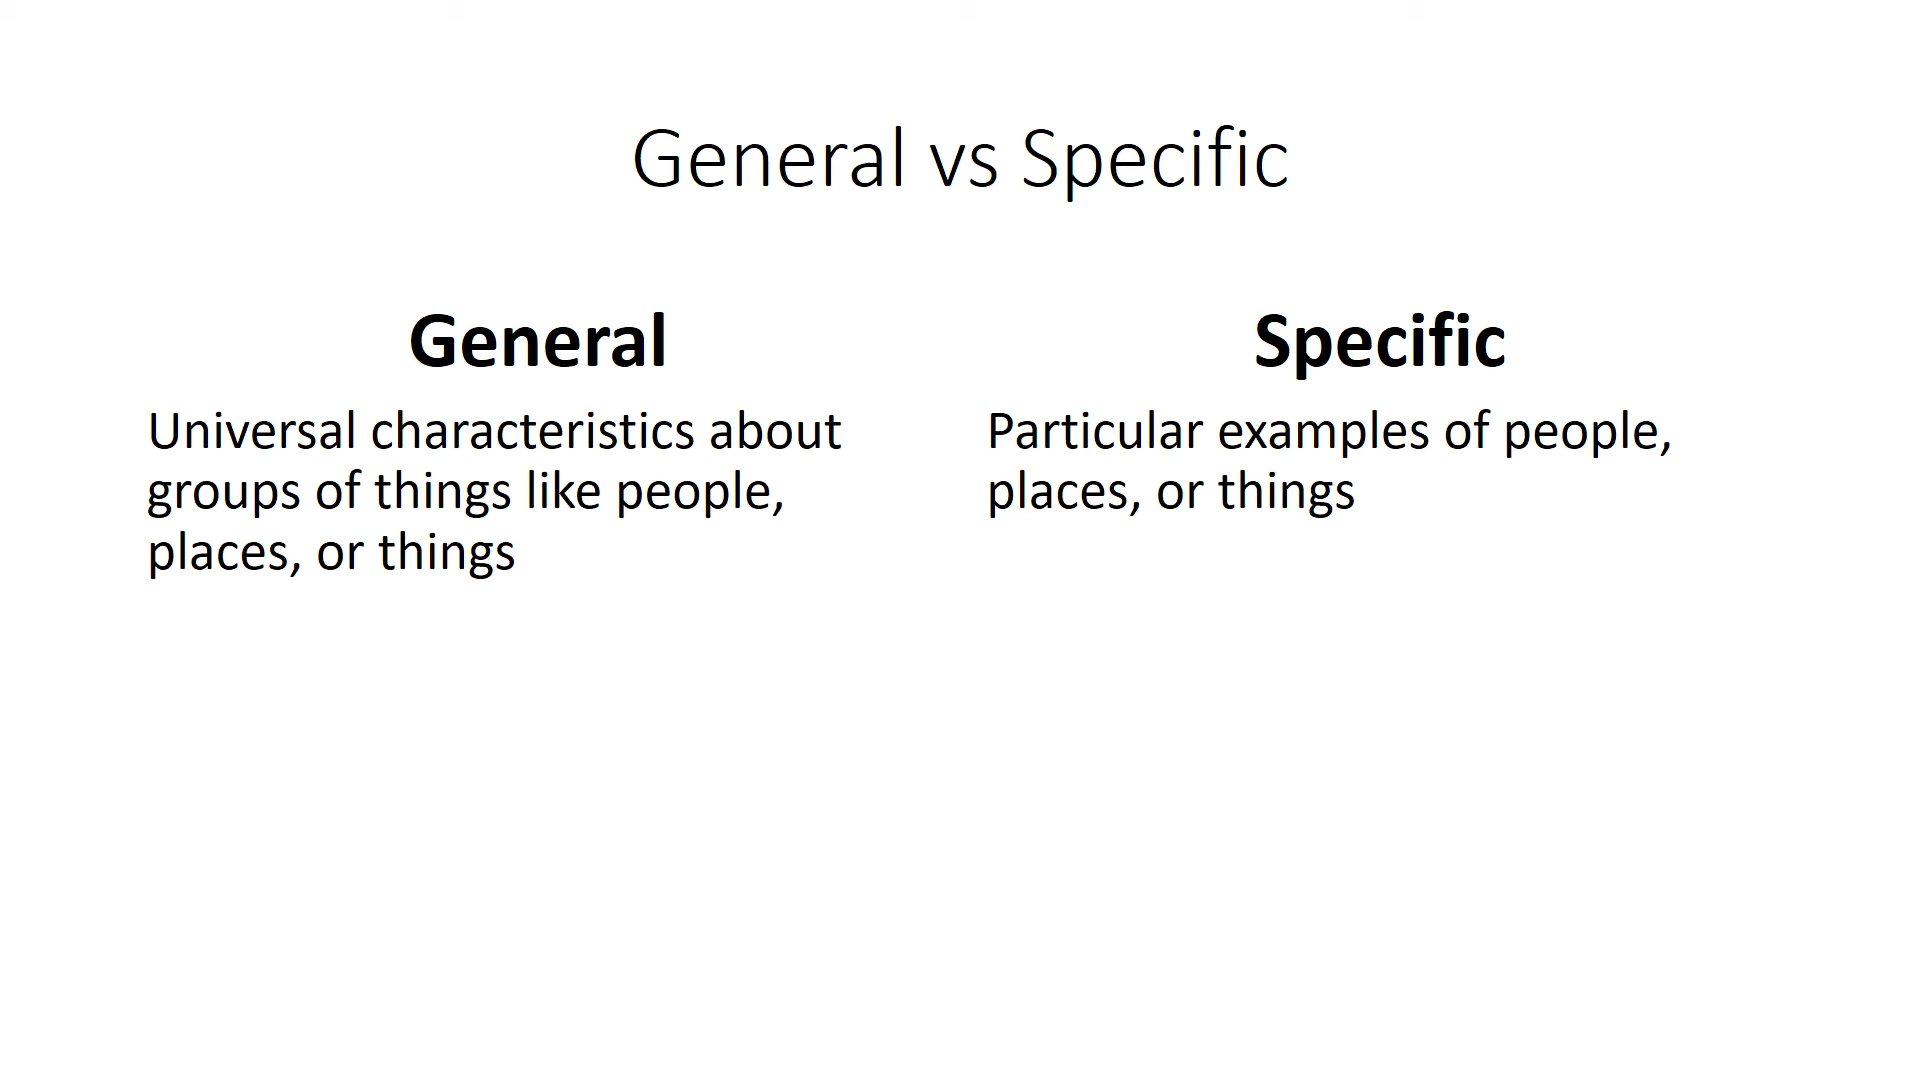 General vs Specific
General
Universal characteristics about
groups of things like people,
places, or things
Specific
Particular examples of people,
places, or things